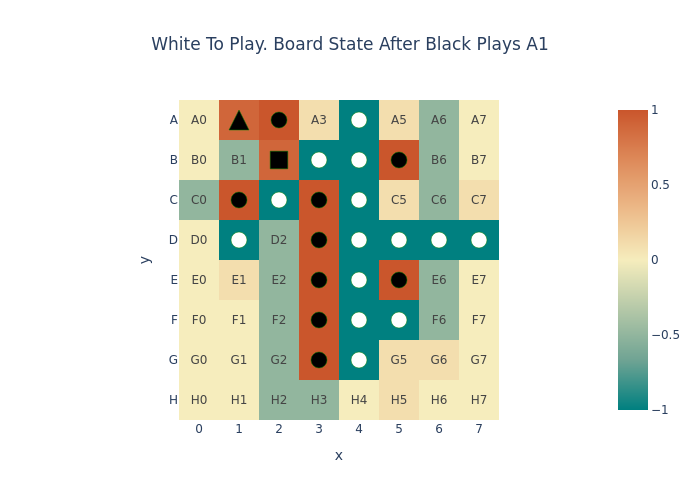 White To Play. Board State After Black Plays A1
A A0 A3 A5 A6 A7
B B0 B1 B6 B7
C C0 C5 C6 C7
D D0 D2
E E0 E1 E2 E6 E7
F F0 F1 F2 F6 F7
G G0 G1 G2 G5 G6 G7
H H0 H1 H2 H3 H4 H5 H6 H7
0 1 2 3 4 5 6 7
x
y
1
0.5
0
−0.5
−1